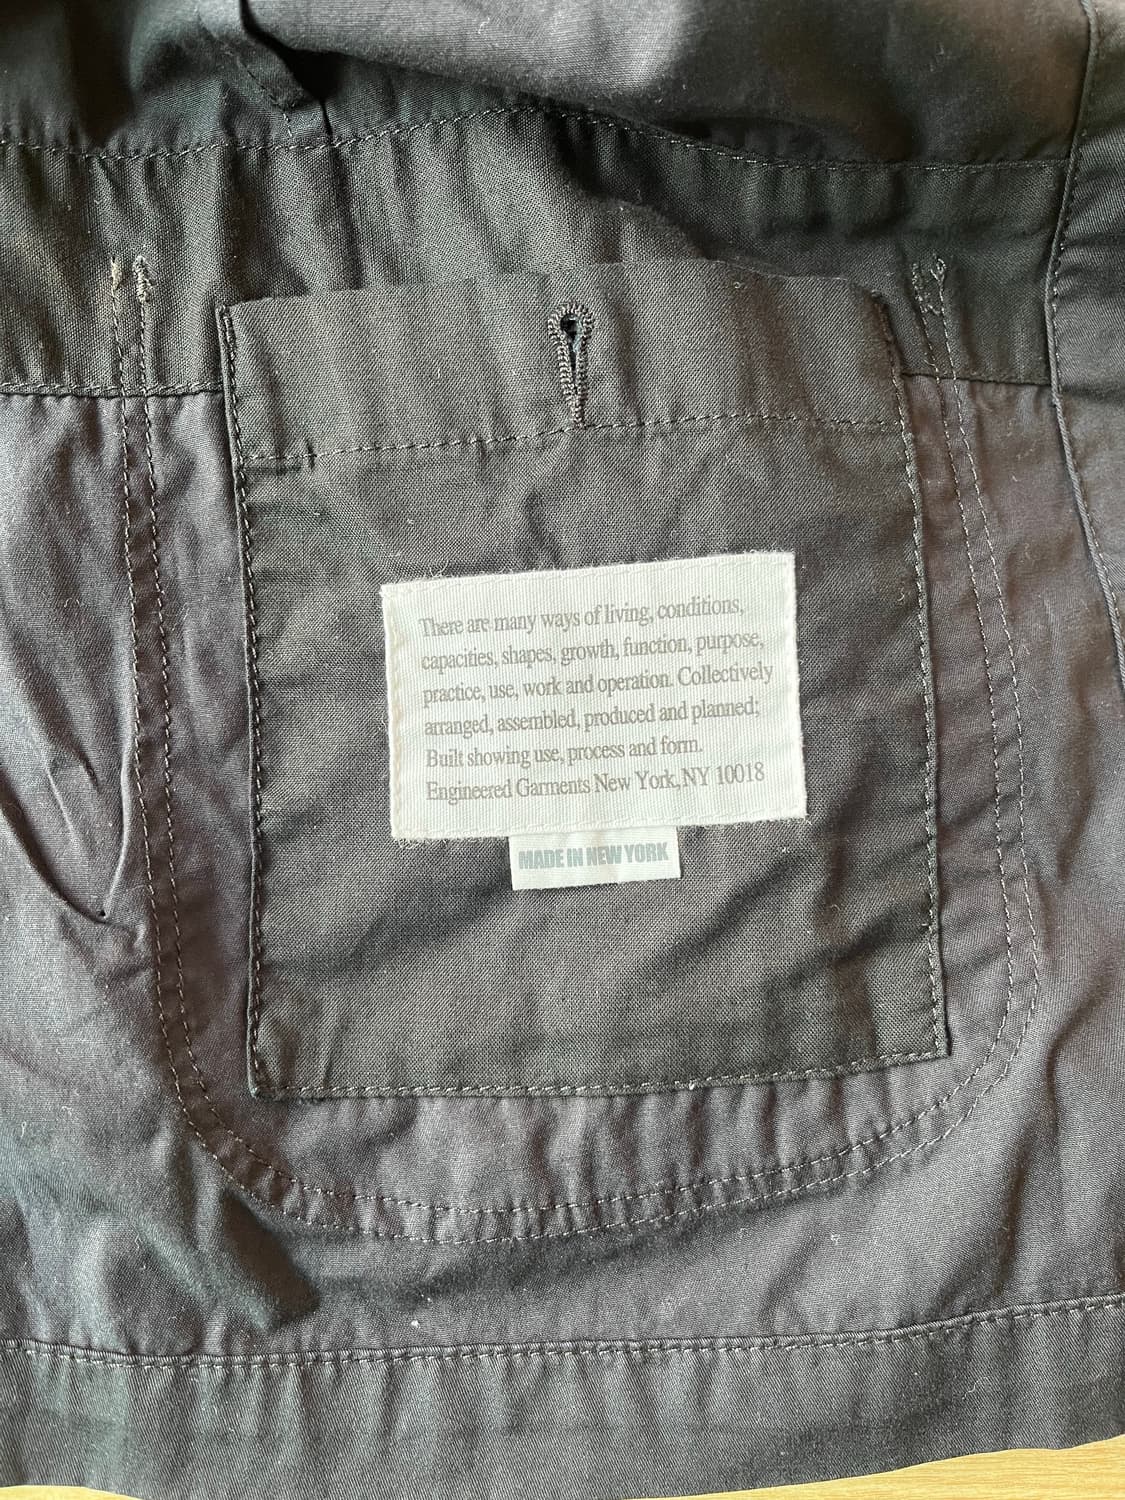 There are many ways of living, conditions,
capacities, shapes, growth, function, purpose,
practice, use, work and operation. Collectively
arranged, assembled, produced and planned;
Built showing use, process and form.
Engineered Garments New York, NY 10018
MADE IN NEW YORK